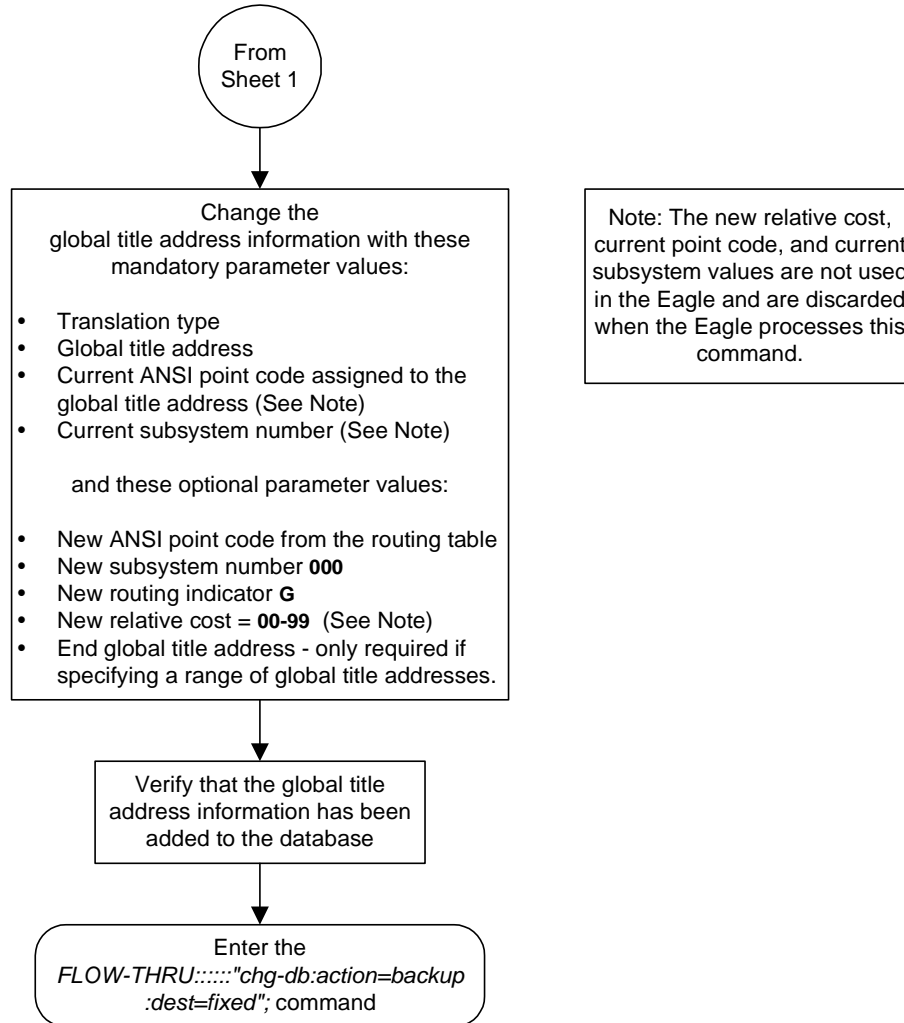 From
Sheet 1
Change the
global title address information with these
mandatory parameter values:
• Translation type
• Global title address
• Current ANSI point code assigned to the
global title address (See Note)
• Current subsystem number (See Note)
and these optional parameter values:
• New ANSI point code from the routing table
• New subsystem number 000
• New routing indicator G
• New relative cost = 00-99 (See Note)
• End global title address - only required if
specifying a range of global title addresses.
Note: The new relative cost,
current point code, and current
subsystem values are not used
in the Eagle and are discarded
when the Eagle processes this
command.
Verify that the global title
address information has been
added to the database
Enter the
FLOW-THRU::::::"chg-db:action=backup
:dest=fixed"; command